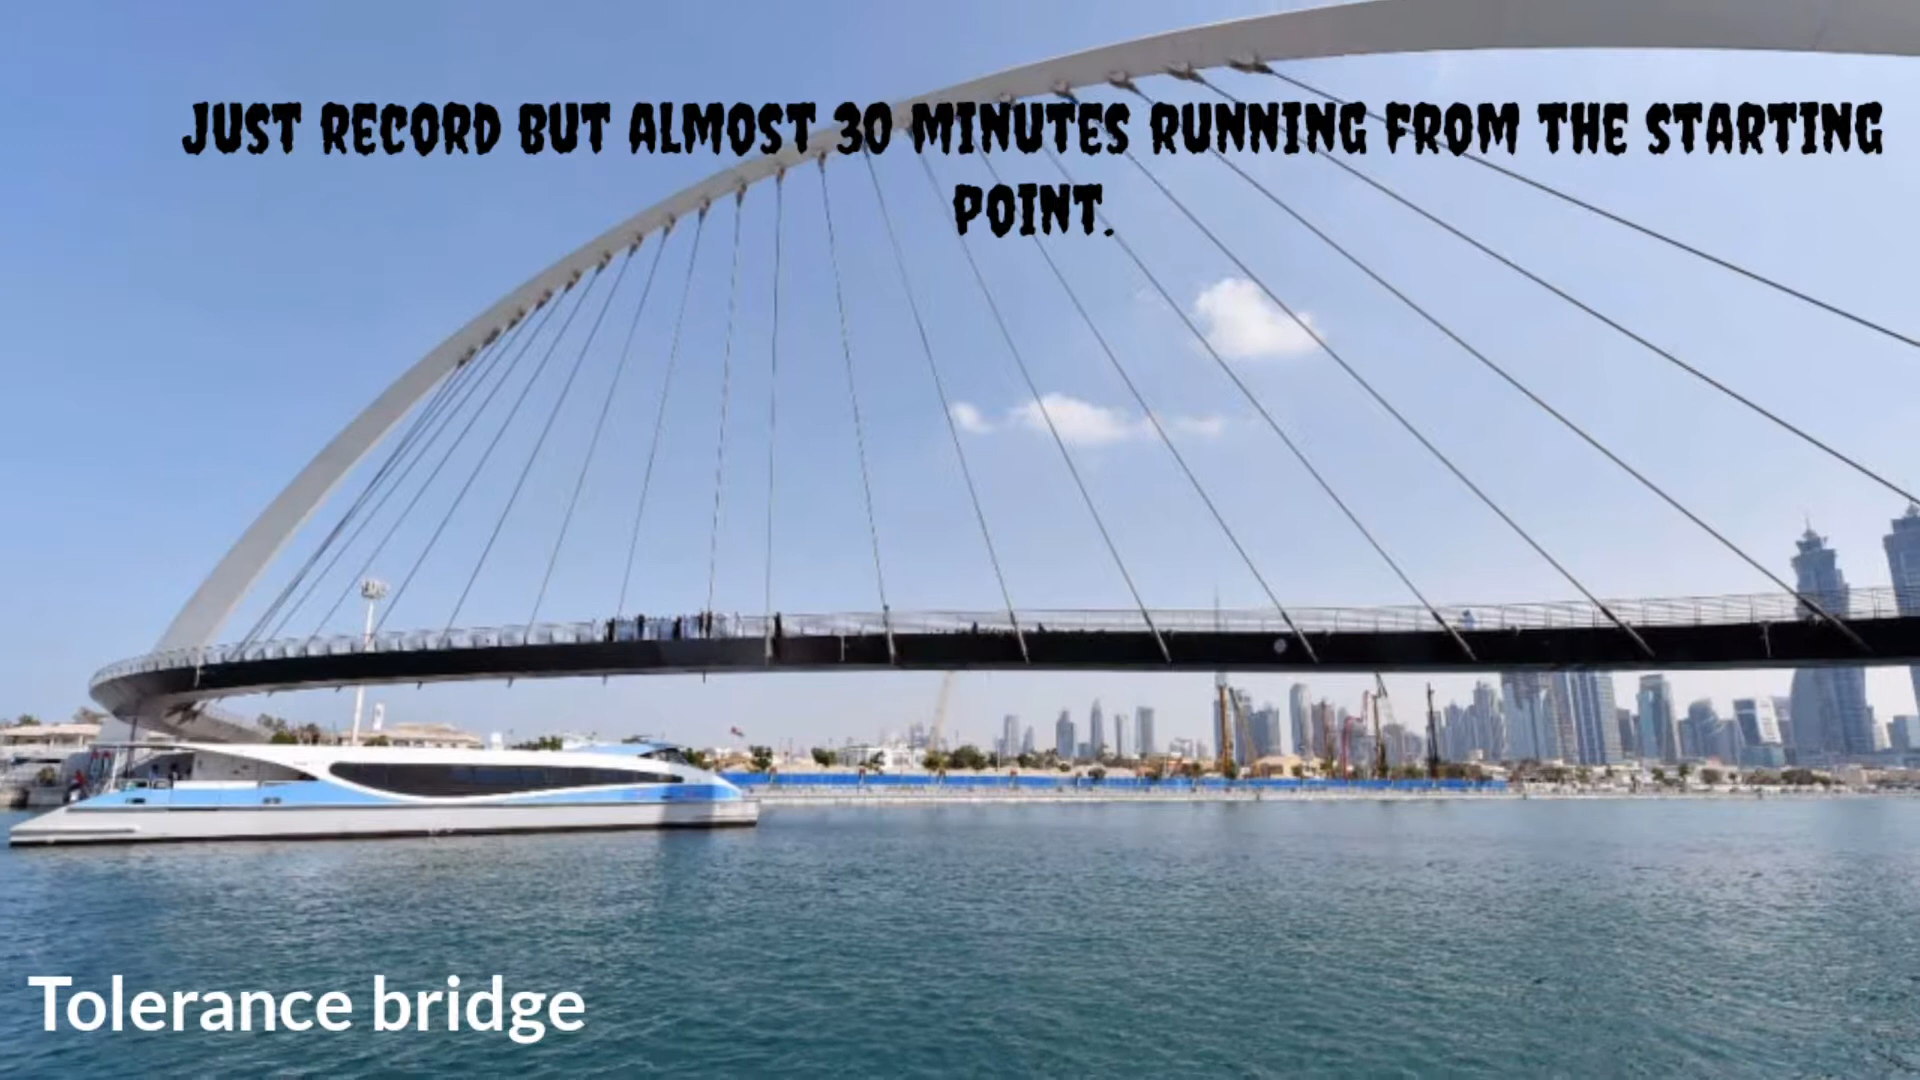 JUST RECORD BUT ALMOST 30 MINUTES RUNNING FROM THE STARTING
POINT.
Tolerance bridge